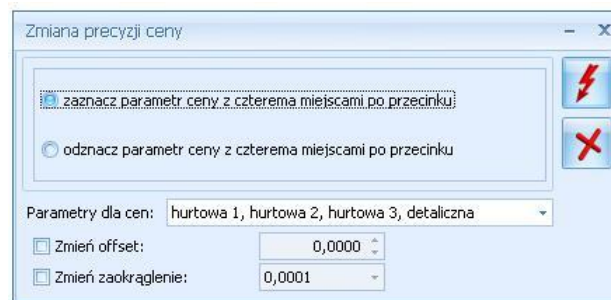 Zmiana precyzji ceny
zaznacz parametr ceny z czterema miejscami po przecinku
odznacz parametr ceny z czterema miejscami po przecinku
Parametry dla cen: hurtowa 1, hurtowa 2, hurtowa 3, detaliczna
Zmień offset: 0,0000
Zmień zaokrąglenie: 0,0001